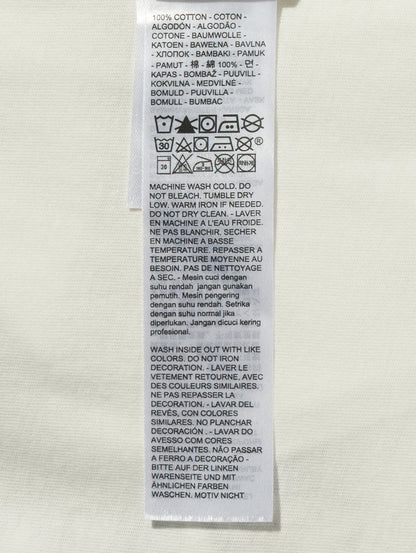 100% COTTON - COTON -
ALGODÓN - ALGODÃO -
COTONE - BAUMWOLLE -
KATOEN - BAWEŁNA - BAVLNA
- ХЛОПОК - BAMBAKI - PAMUK
- PAMUT - 棉 - 綿 100% - 면 -
KAPAS - BOMBAŽ - PUUVILL -
KOKVILNA - MEDVILNĖ -
BOMULD - PUUVILLA -
BOMULL - BUMBAC
30 ®
30
MACHINE WASH COLD. DO
NOT BLEACH. TUMBLE DRY
LOW. WARM IRON IF NEEDED.
DO NOT DRY CLEAN. - LAVER
EN MACHINE A L'EAU FROIDE.
NE PAS BLANCHIR. SECHER
EN MACHINE A BASSE
TEMPERATURE. REPASSER A
TEMPERATURE MOYENNE AU
BESOIN. PAS DE NETTOYAGE
A SEC. - Mesin cuci dengan
suhu rendah jangan gunakan
pemutih. Mesin pengering
dengan suhu rendah. Setrika
dengan suhu normal jika
diperlukan. Jangan dicuci kering
profesional.
WASH INSIDE OUT WITH LIKE
COLORS. DO NOT IRON
DECORATION. - LAVER LE
VETEMENT RETOURNE, AVEC
DES COULEURS SIMILAIRES.
NE PAS REPASSER LA
DECORATION. - LAVAR DEL
REVÉS, CON COLORES
SIMILARES. NO PLANCHAR
DECORACIÓN . - LAVAR DO
AVESSO COM CORES
SEMELHANTES. NÃO PASSAR
A FERRO A DECORAÇÃO -
BITTE AUF DER LINKEN
WARENSEITE UND MIT
ÄHNLICHEN FARBEN
WASCHEN. MOTIV NICHT